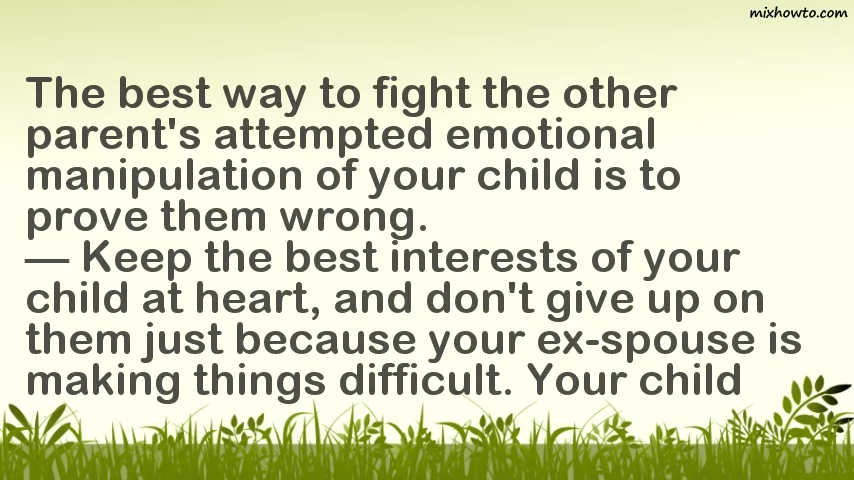 mixhowto.com
The best way to fight the other
parent's attempted emotional
manipulation of your child is to
prove them wrong.
— Keep the best interests of your
child at heart, and don't give up on
them just because your ex-spouse is
making things difficult. Your child